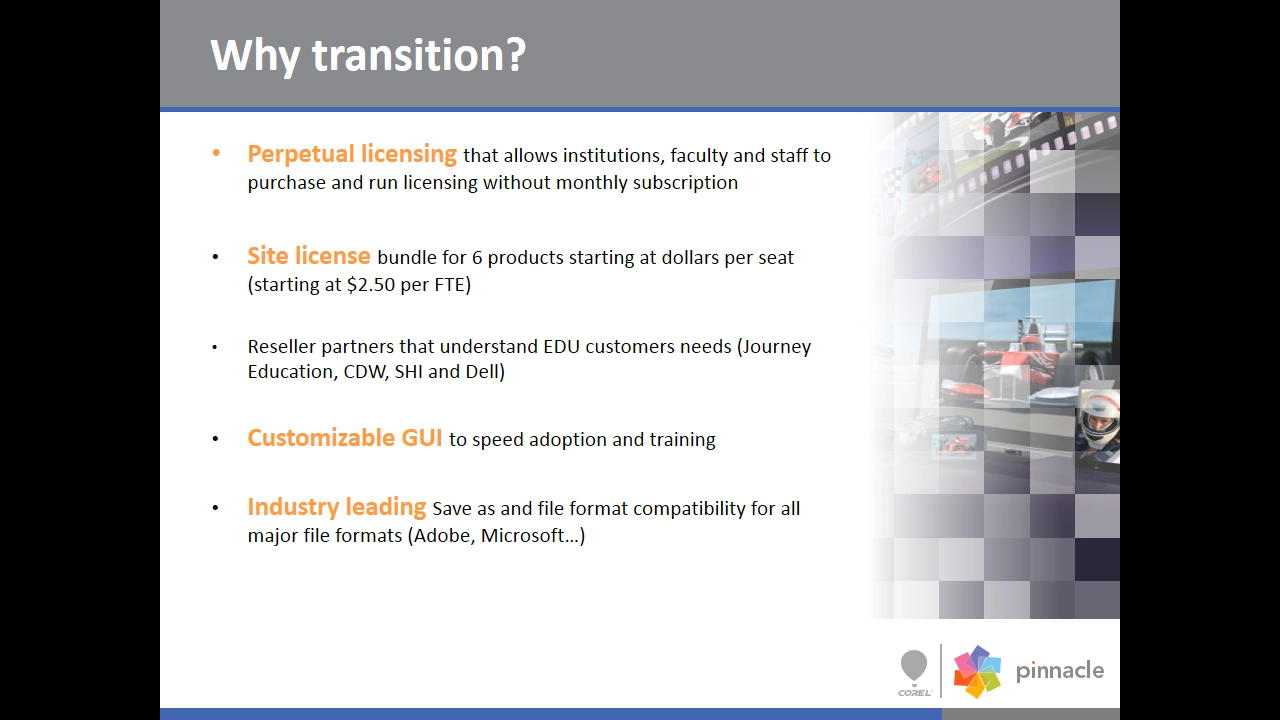 Why transition?
• Perpetual licensing that allows institutions, faculty and staff to
purchase and run licensing without monthly subscription
• Site license bundle for 6 products starting at dollars per seat
(starting at $2.50 per FTE)
• Reseller partners that understand EDU customers needs (Journey
Education, CDW, SHI and Dell)
• Customizable GUI to speed adoption and training
• Industry leading Save as and file format compatibility for all
major file formats (Adobe, Microsoft...)
COREL
pinnacle